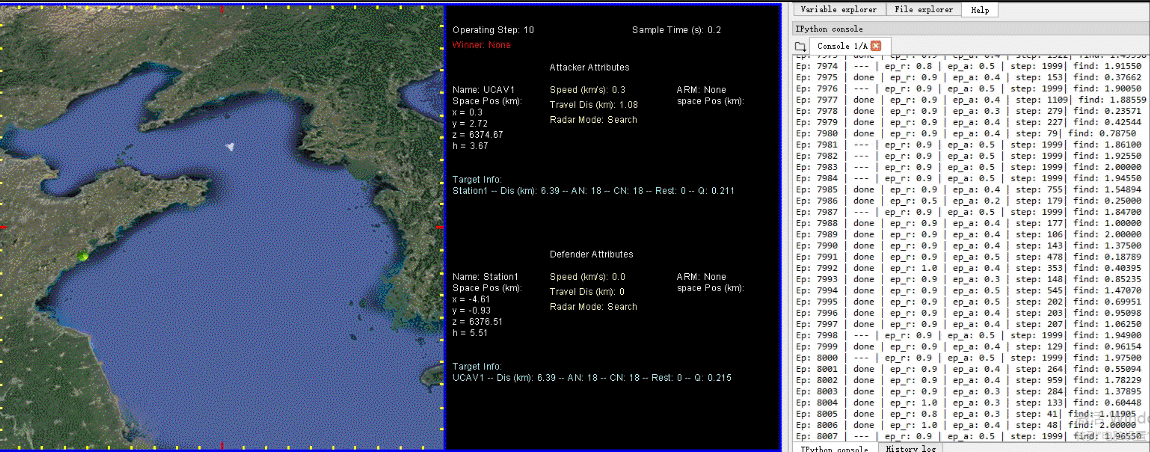 Operating Step: 10
Sample Time (s): 0.2
Winner: None
Attacker Attributes
Name: UCAV1
Speed (km/s): 0.3
ARM: None
Space Pos (km):
Travel Dis (km): 1.08
space Pos (km):
x = 0.3
y = 2.72
Radar Mode: Search
z = 6374.67
h = 3.67
Target Info:
Station1 -- Dis (km): 6.39 -- AN: 18 -- CN: 18 -- Rest: 0 -- Q: 0.211
Defender Attributes
Name: Station1
Speed (km/s): 0.0
ARM: None
Space Pos (km):
Travel Dis (km): 0
space Pos (km):
x = -4.61
y = -0.93
Radar Mode: Search
z = 6376.51
h = 5.51
Target Info:
UCAV1 -- Dis (km): 6.39 -- AN: 18 -- CN: 18 -- Rest: 0 -- Q: 0.215
Variable explorer
File explorer
Help
IPython console
Console 1/A
Ep: 7974 | --- | ep_r: 0.8 | ep_a: 0.5 | step: 1999| find: 1.91550
Ep: 7975 | done | ep_r: 0.9 | ep_a: 0.4 | step: 153| find: 0.37662
Ep: 7976 | --- | ep_r: 0.9 | ep_a: 0.5 | step: 1999| find: 1.90050
Ep: 7977 | done | ep_r: 0.9 | ep_a: 0.4 | step: 1109| find: 1.88559
Ep: 7978 | done | ep_r: 0.9 | ep_a: 0.3 | step: 279| find: 0.23571
Ep: 7979 | done | ep_r: 0.9 | ep_a: 0.4 | step: 227| find: 0.42544
Ep: 7980 | done | ep_r: 0.9 | ep_a: 0.4 | step: 79| find: 0.78750
Ep: 7981 | --- | ep_r: 0.9 | ep_a: 0.5 | step: 1999| find: 1.86100
Ep: 7982 | --- | ep_r: 0.9 | ep_a: 0.5 | step: 1999| find: 1.92550
Ep: 7983 | --- | ep_r: 0.9 | ep_a: 0.5 | step: 1999| find: 2.00000
Ep: 7984 | --- | ep_r: 0.9 | ep_a: 0.5 | step: 1999| find: 1.94550
Ep: 7985 | done | ep_r: 0.9 | ep_a: 0.4 | step: 755| find: 1.54894
Ep: 7986 | done | ep_r: 0.5 | ep_a: 0.2 | step: 179| find: 0.25000
Ep: 7987 | --- | ep_r: 0.9 | ep_a: 0.5 | step: 1999| find: 1.84700
Ep: 7988 | done | ep_r: 0.9 | ep_a: 0.4 | step: 177| find: 1.00000
Ep: 7989 | done | ep_r: 0.9 | ep_a: 0.4 | step: 106| find: 2.00000
Ep: 7990 | done | ep_r: 0.9 | ep_a: 0.4 | step: 143| find: 1.37500
Ep: 7991 | done | ep_r: 0.9 | ep_a: 0.5 | step: 478| find: 0.18789
Ep: 7992 | done | ep_r: 1.0 | ep_a: 0.4 | step: 353| find: 0.40395
Ep: 7993 | done | ep_r: 0.9 | ep_a: 0.3 | step: 148| find: 0.85235
Ep: 7994 | done | ep_r: 0.9 | ep_a: 0.5 | step: 545| find: 1.47070
Ep: 7995 | done | ep_r: 0.9 | ep_a: 0.5 | step: 202| find: 0.69951
Ep: 7996 | done | ep_r: 0.9 | ep_a: 0.4 | step: 203| find: 0.95098
Ep: 7997 | done | ep_r: 0.9 | ep_a: 0.4 | step: 207| find: 1.06250
Ep: 7998 | --- | ep_r: 0.9 | ep_a: 0.5 | step: 1999| find: 1.94900
Ep: 7999 | done | ep_r: 0.9 | ep_a: 0.4 | step: 129| find: 0.96154
Ep: 8000 | --- | ep_r: 0.9 | ep_a: 0.5 | step: 1999| find: 1.97500
Ep: 8001 | done | ep_r: 0.9 | ep_a: 0.4 | step: 264| find: 0.55094
Ep: 8002 | done | ep_r: 0.9 | ep_a: 0.4 | step: 959| find: 1.78229
Ep: 8003 | done | ep_r: 0.9 | ep_a: 0.3 | step: 284| find: 1.37895
Ep: 8004 | done | ep_r: 1.0 | ep_a: 0.3 | step: 133| find: 0.60448
Ep: 8005 | done | ep_r: 0.8 | ep_a: 0.3 | step: 41| find: 1.11905
Ep: 8006 | done | ep_r: 1.0 | ep_a: 0.4 | step: 48| find: 2.00000
Ep: 8007 | --- | ep_r: 0.9 | ep_a: 0.5 | step: 1999| find: 1.96550
IPython console
History log